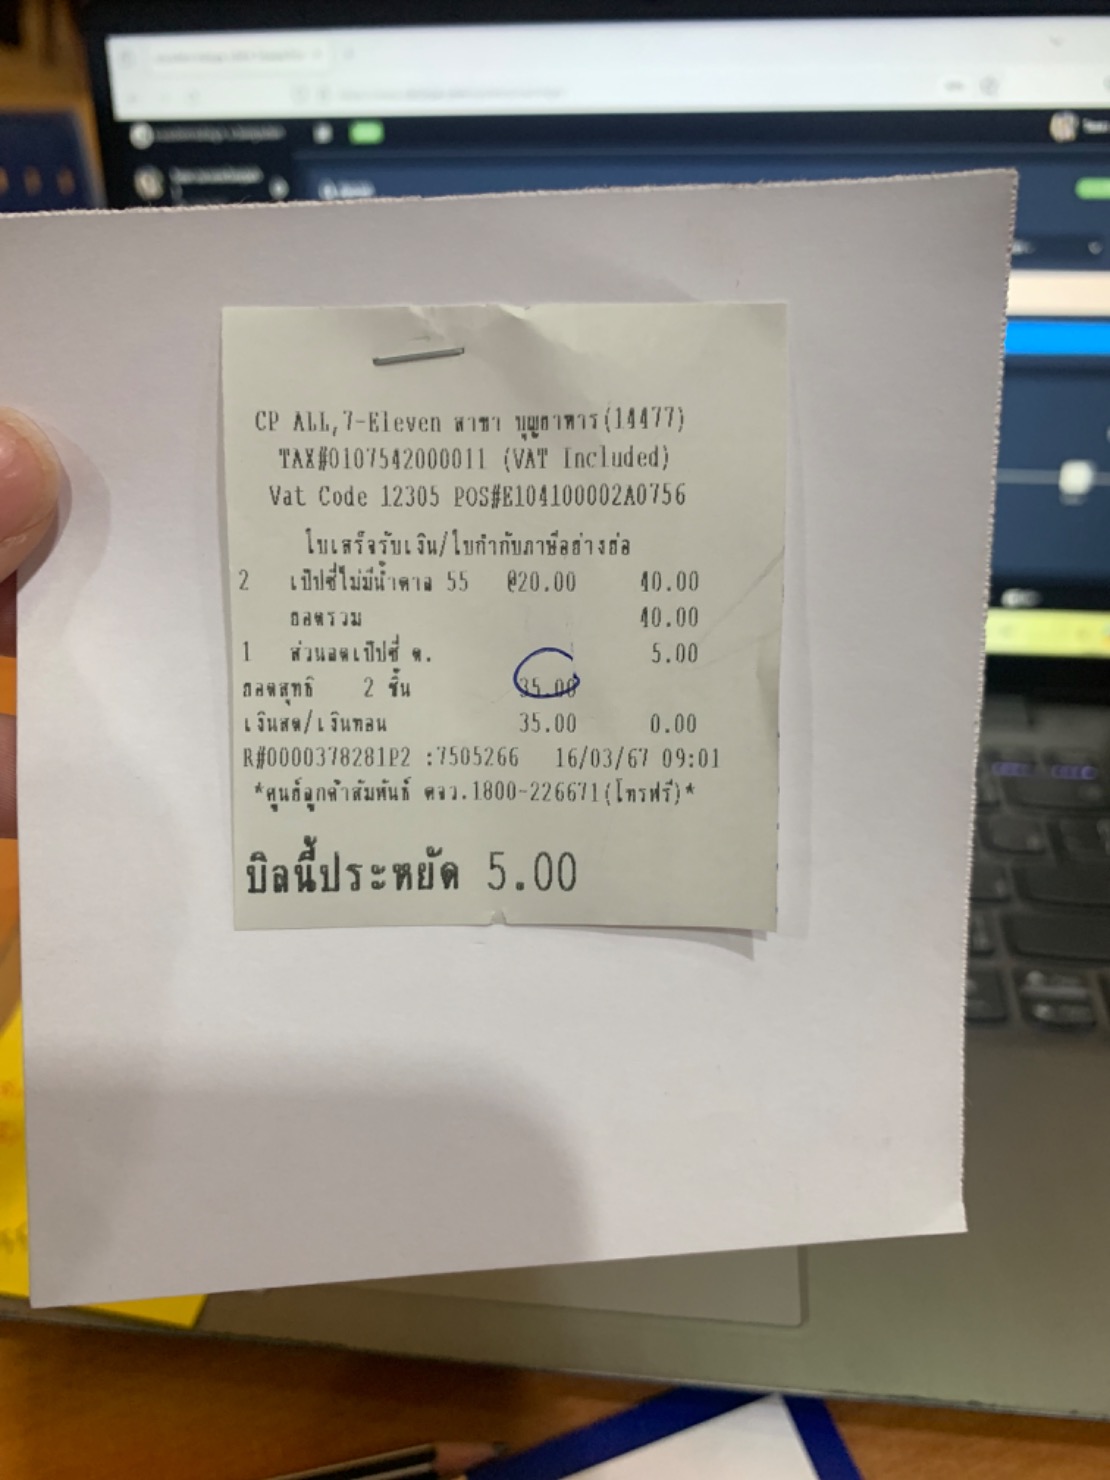 CP ALL,7-Eleven สาขา บุญญาหาร(14477)
TAX#0107542000011 (VAT Included)
Vat Code 12305 POS#E104100002A0756
ใบเสร็จรับเงิน/ใบกำกับภาษีอย่างย่อ
2 เป๊ปซี่ไม่มีน้ำตาล 55 @20.00 40.00
ยอดรวม 40.00
1 ส่วนลดเป๊ปซี่ ต. 5.00
ยอดสุทธิ 2 ชิ้น 35.00
เงินสด/เงินทอน 35.00 0.00
R#0000378281P2 :7505266 16/03/67 09:01
*ศูนย์ลูกค้าสัมพันธ์ ตจว.1800-226671(โทรฟรี)*
บิลนี้ประหยัด 5.00